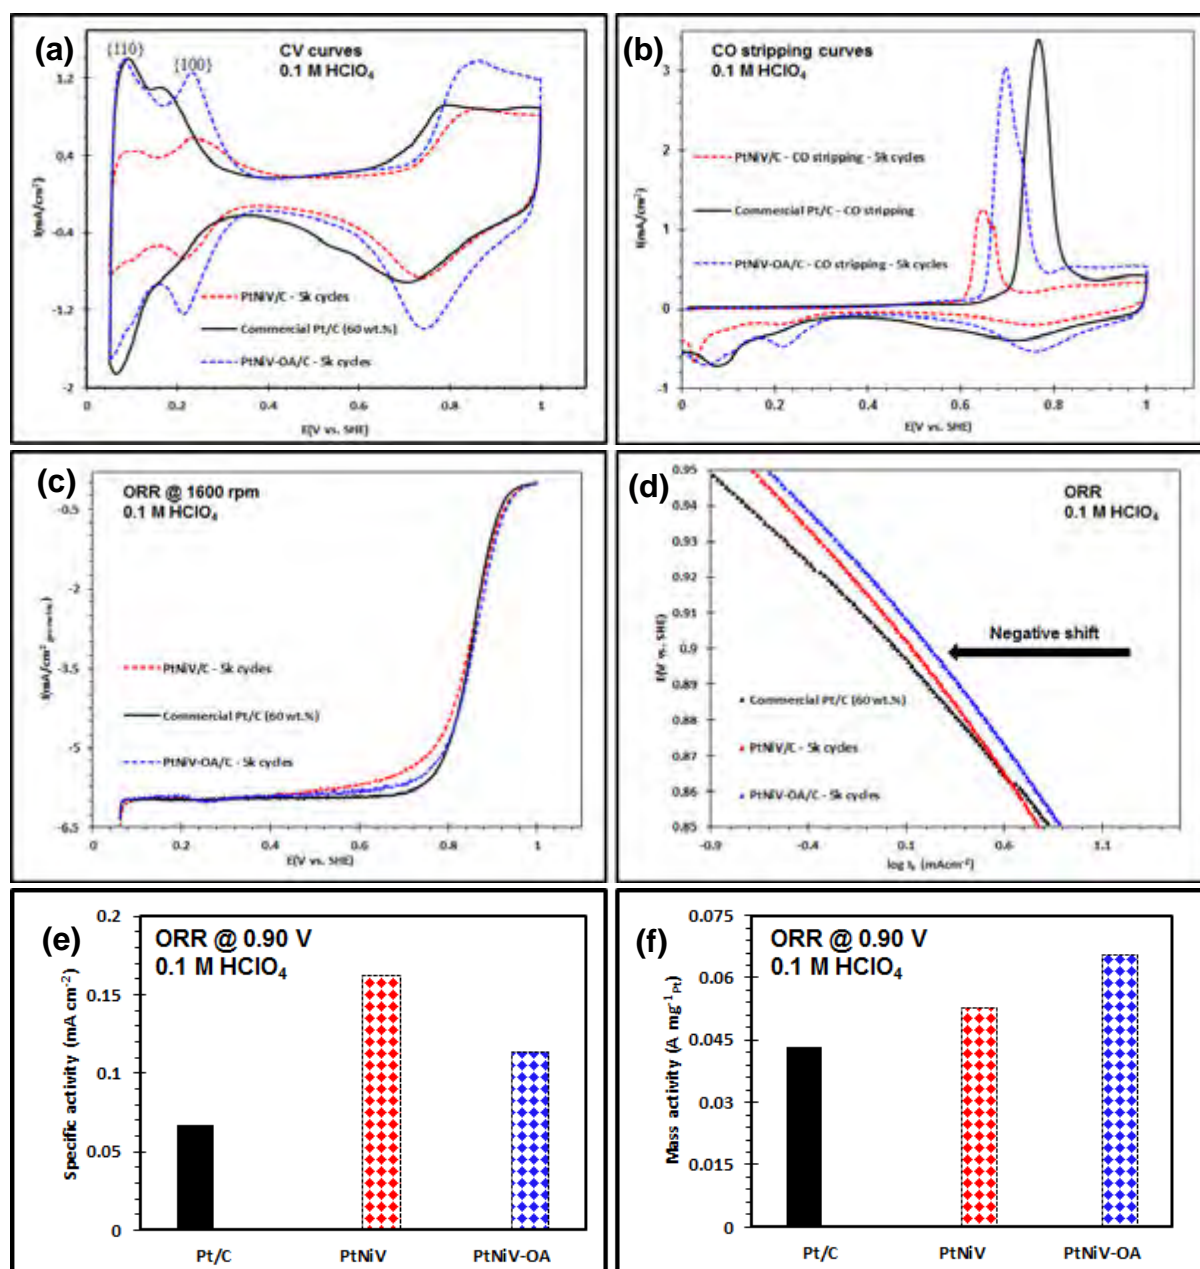 (a)
{110}
{100}
CV curves
0.1 M HClO₄
1.2
0.4
-0.4
-1.2
-2
I(mA/cm²)
PtNiV/C - 5k cycles
Commercial Pt/C (60 wt.%)
PtNiV-OA/C - 5k cycles
0
0.2
0.4
0.6
0.8
1
E(V vs. SHE)
(b)
CO stripping curves
0.1 M HClO₄
3
2
1
0
-1
I(mA/cm²)
PtNiV/C - CO stripping - 5k cycles
Commercial Pt/C - CO stripping
PtNiV-OA/C - CO stripping - 5k cycles
0
0.2
0.4
0.6
0.8
1
E(V vs. SHE)
(c)
ORR @ 1600 rpm
0.1 M HClO₄
-0.5
-2
-3.5
-5
-6.5
I(mA/cm² geometric)
PtNiV/C - 5k cycles
Commercial Pt/C (60 wt.%)
PtNiV-OA/C - 5k cycles
0
0.2
0.4
0.6
0.8
1
E(V vs. SHE)
(d)
ORR
0.1 M HClO₄
0.95
0.94
0.93
0.92
0.91
0.9
0.89
0.88
0.87
0.86
0.85
E(V vs. SHE)
Negative shift
Commercial Pt/C (60 wt.%)
PtNiV/C - 5k cycles
PtNiV-OA/C - 5k cycles
-0.9
-0.4
0.1
0.6
1.1
log Iₖ (mAcm⁻²)
(e)
ORR @ 0.90 V
0.1 M HClO₄
0.2
0.15
0.1
0.05
0
Specific activity (mA cm⁻²)
Pt/C
PtNiV
PtNiV-OA
(f)
ORR @ 0.90 V
0.1 M HClO₄
0.075
0.06
0.045
0.03
0.015
0
Mass activity (A mg⁻¹Pt)
Pt/C
PtNiV
PtNiV-OA